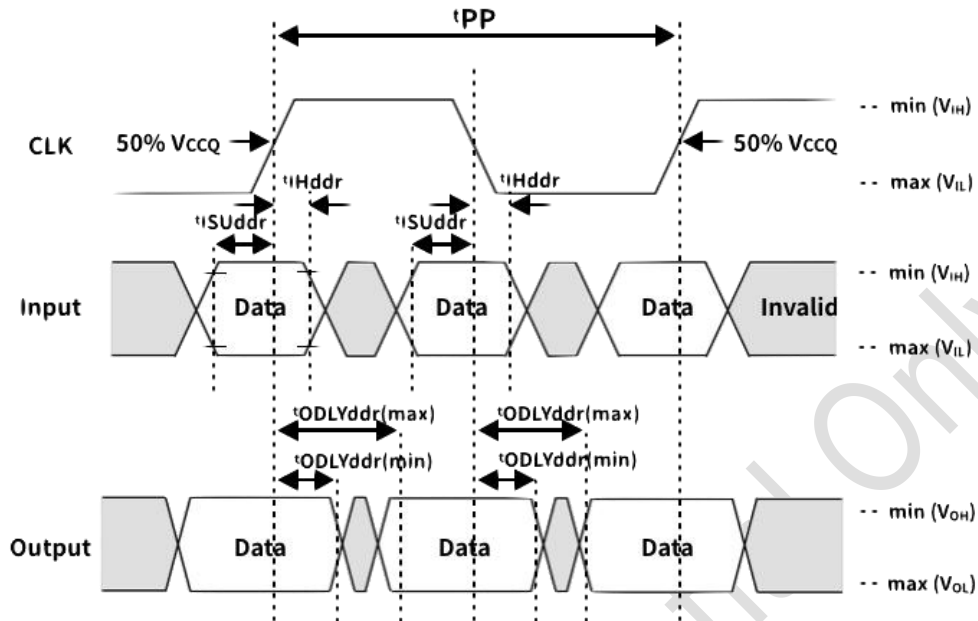 tPP
CLK
50% VCCQ
50% VCCQ
min (VIH)
max (VIL)
tIHddr
tIHddr
tISUddr
tISUddr
Input
Data
Data
Data
Invalid
min (VIH)
max (VIL)
tODLYddr(max)
tODLYddr(max)
tODLYddr(min)
tODLYddr(min)
Output
Data
Data
Data
min (VOH)
max (VOL)
Only